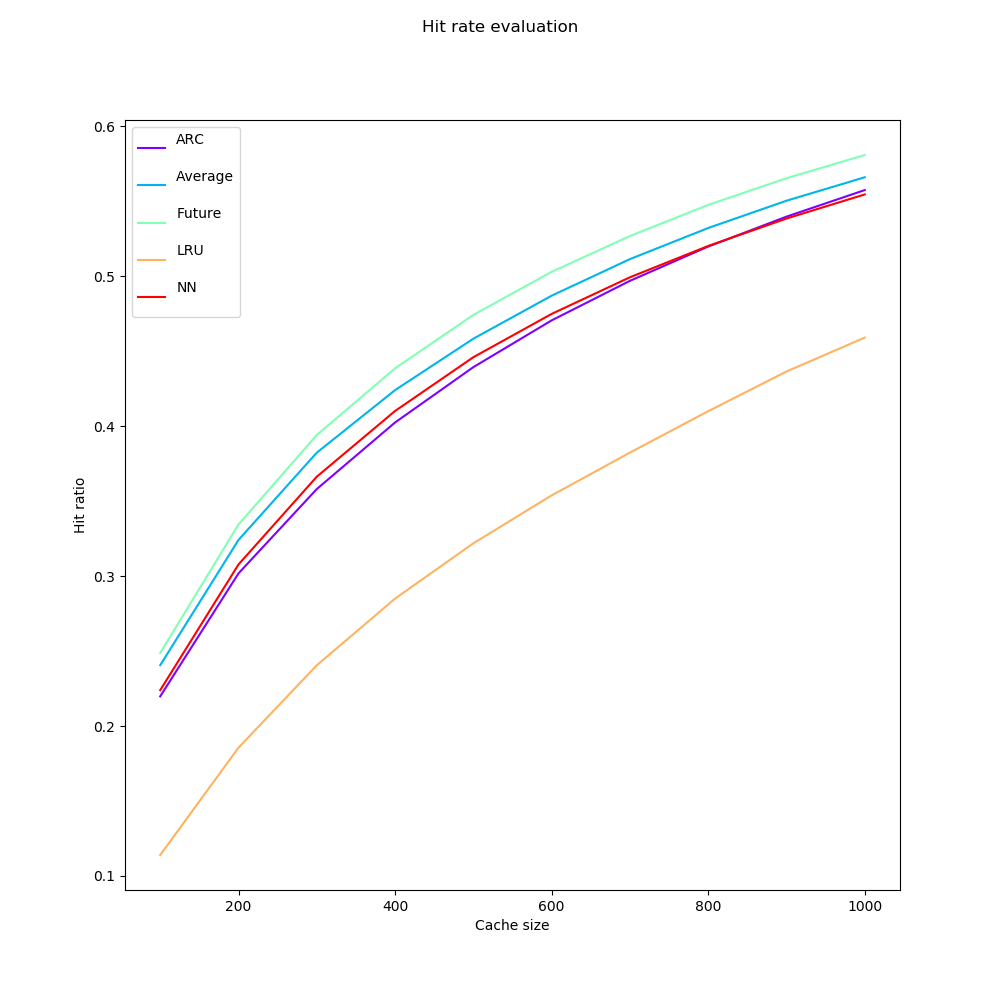 Hit rate evaluation
0.6
0.5
0.4
0.3
0.2
0.1
Hit ratio
ARC
Average
Future
LRU
NN
200 400 600 800 1000
Cache size